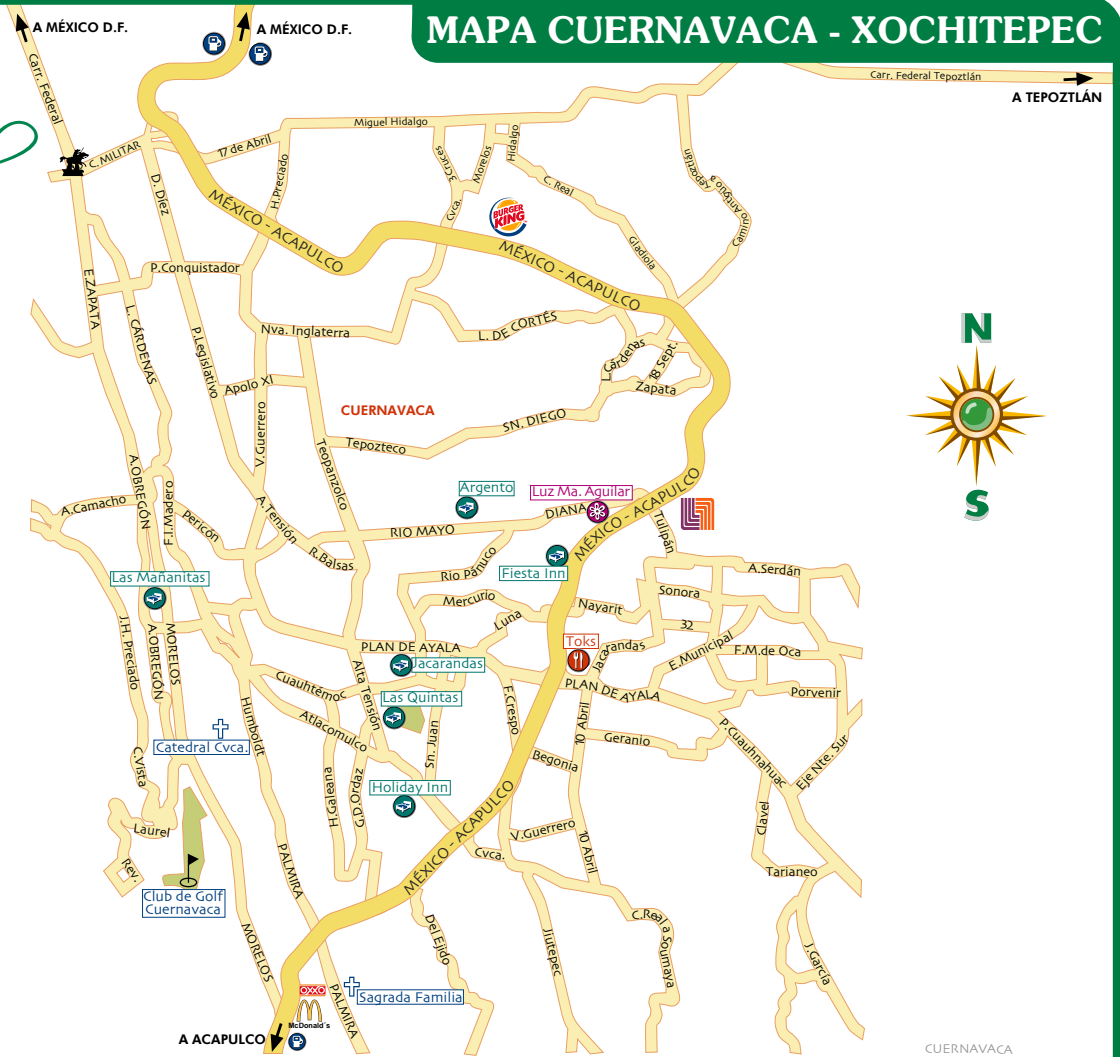 MAPA CUERNAVACA - XOCHITEPEC
A MÉXICO D.F.
A MÉXICO D.F.
Carr. Federal
Carr. Federal Tepoztlán
A TEPOZTLÁN
C. MILITAR
17 de Abril
Miguel Hidalgo
D. Díez
H.Preciado
3 Cruces
Morelos
Hidalgo
Cvca.
C. Real
Gladiola
Camino Antiguo a
BURGER
KING
MÉXICO - ACAPULCO
MÉXICO - ACAPULCO
P.Conquistador
E.ZAPATA
L. CÁRDENAS
P.Legislativo
Nva. Inglaterra
L. DE CORTÉS
L. Cárdenas
18 Sept.
Zapata
Apolo XI
V.Guerrero
CUERNAVACA
Teopanzolco
Tepozteco
SN. DIEGO
N
S
A.OBREGÓN
A.Camacho
F.I.Madero
Pericón
A.Tensión
R.Balsas
Argento
Luz Ma. Aguilar
DIANA
RIO MAYO
MÉXICO - ACAPULCO
Tulipán
Fiesta Inn
Rio Pánuco
Mercurio
Luna
Nayarit
Sonora
A.Serdán
32
Las Mañanitas
J.H. Preciado
A.OBREGÓN
MORELOS
PLAN DE AYALA
Jacarandas
Toks
Jacarandas
E.Municipal
F.M.de Oca
PLAN DE AYALA
Porvenir
Cuauhtémoc
Alta Tensión
Las Quintas
Atlacomulco
Humboldt
Sn. Juan
E.Crespo
10 Abril
Geranio
P.Cuauhnahuac
Eje Nte. Sur
Catedral Cvca.
C.Vista
Begonia
H.Galeana
G.D.Ordaz
Holiday Inn
Clavel
Laurel
Rev.
MÉXICO - ACAPULCO
V.Guerrero
10 Abril
Cvca.
Tarianeo
PALMIRA
Club de Golf
Cuernavaca
MORELOS
Del Ejido
Jiutepec
C.Real a Soumaya
J.García
OXXO
McDonald´s
Sagrada Familia
PALMIRA
A ACAPULCO
CUERNAVACA